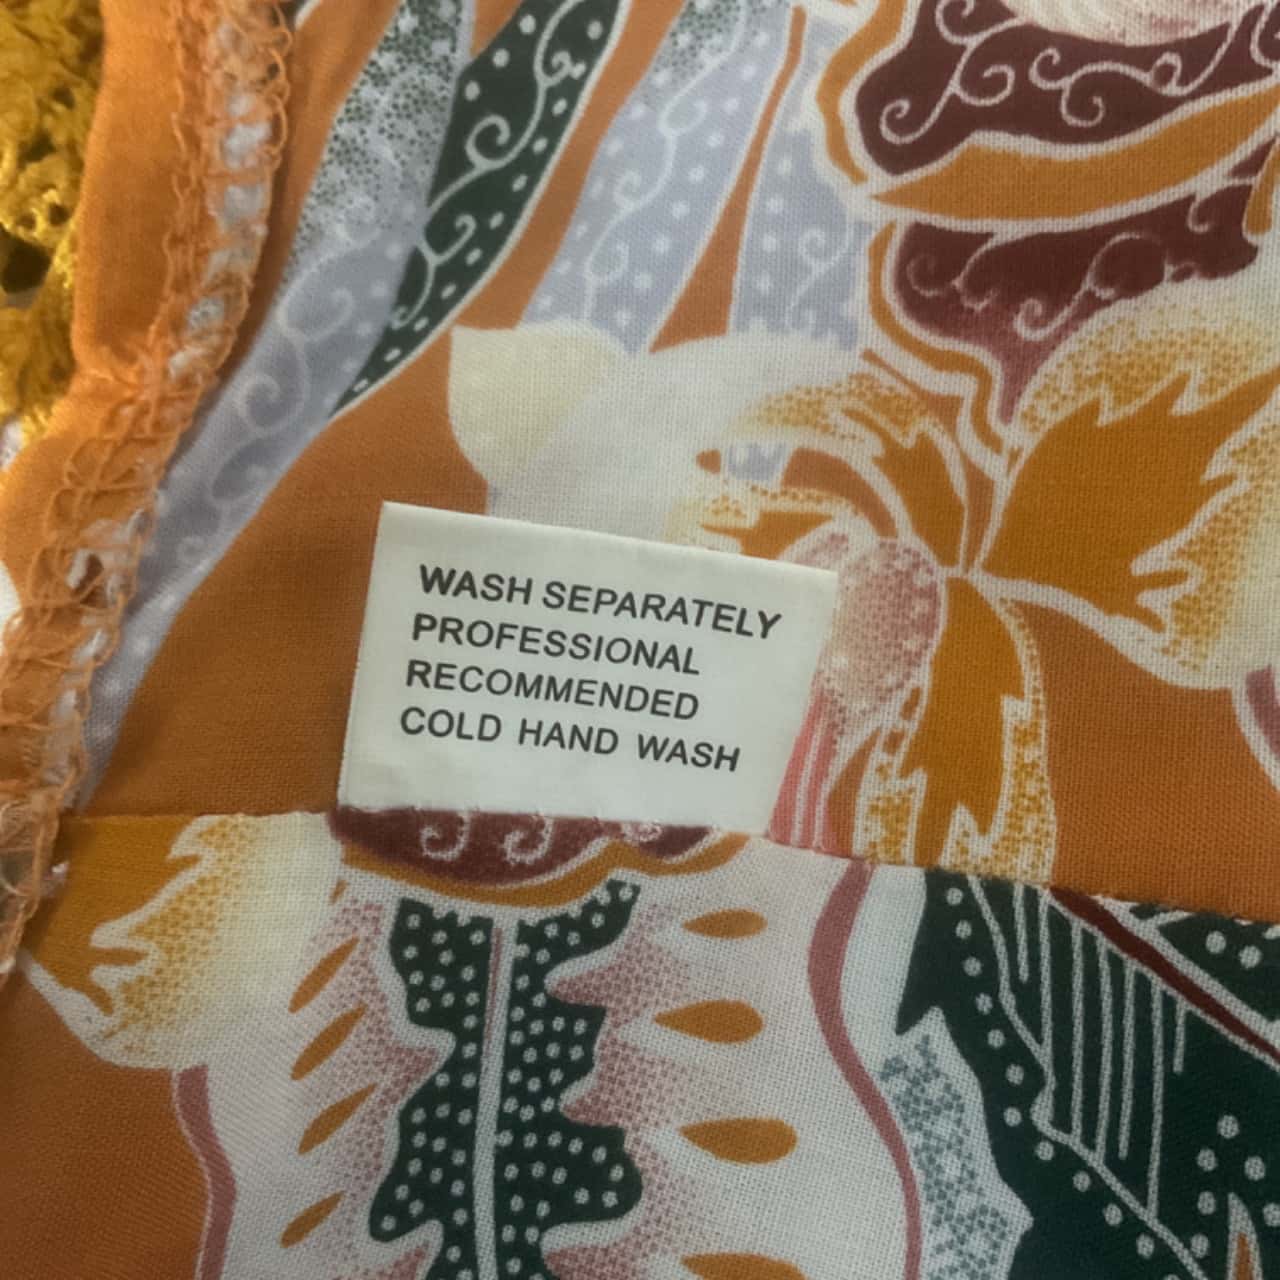 WASH SEPARATELY
PROFESSIONAL
RECOMMENDED
COLD HAND WASH